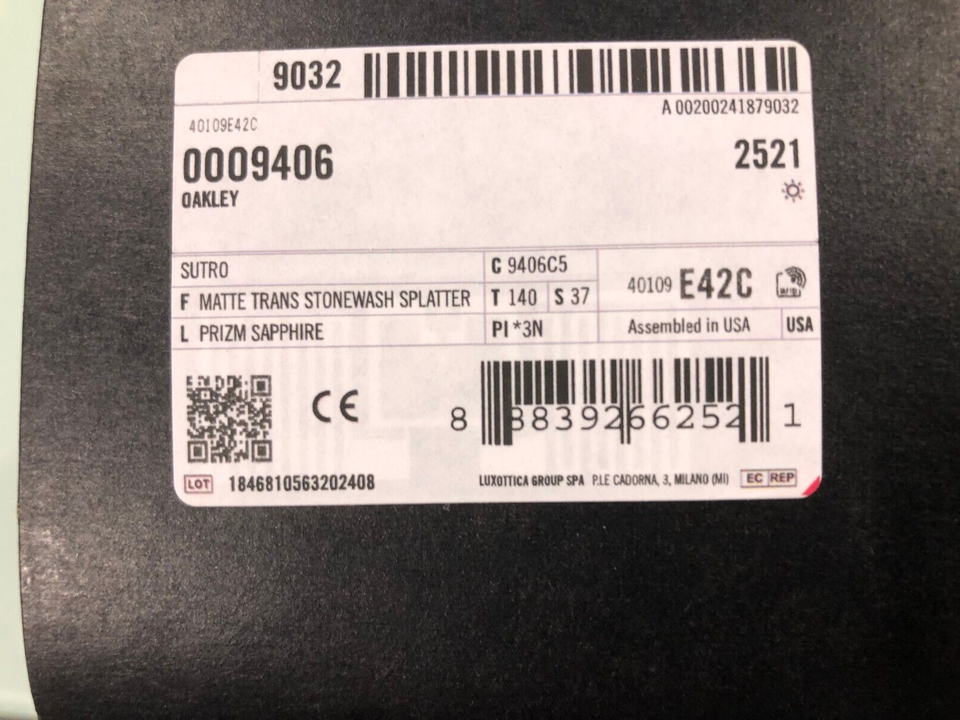 9032
A 00200241879032
40109E42C
0009406
2521
OAKLEY
SUTRO
C 9406C5
F MATTE TRANS STONEWASH SPLATTER
T 140
S 37
40109 E42C
L PRIZM SAPPHIRE
PI *3N
Assembled in USA
USA
CE
8 883926 62521
LOT 1846810563202408
LUXOTTICA GROUP SPA P.LE CADORNA, 3, MILANO (MI)
EC REP